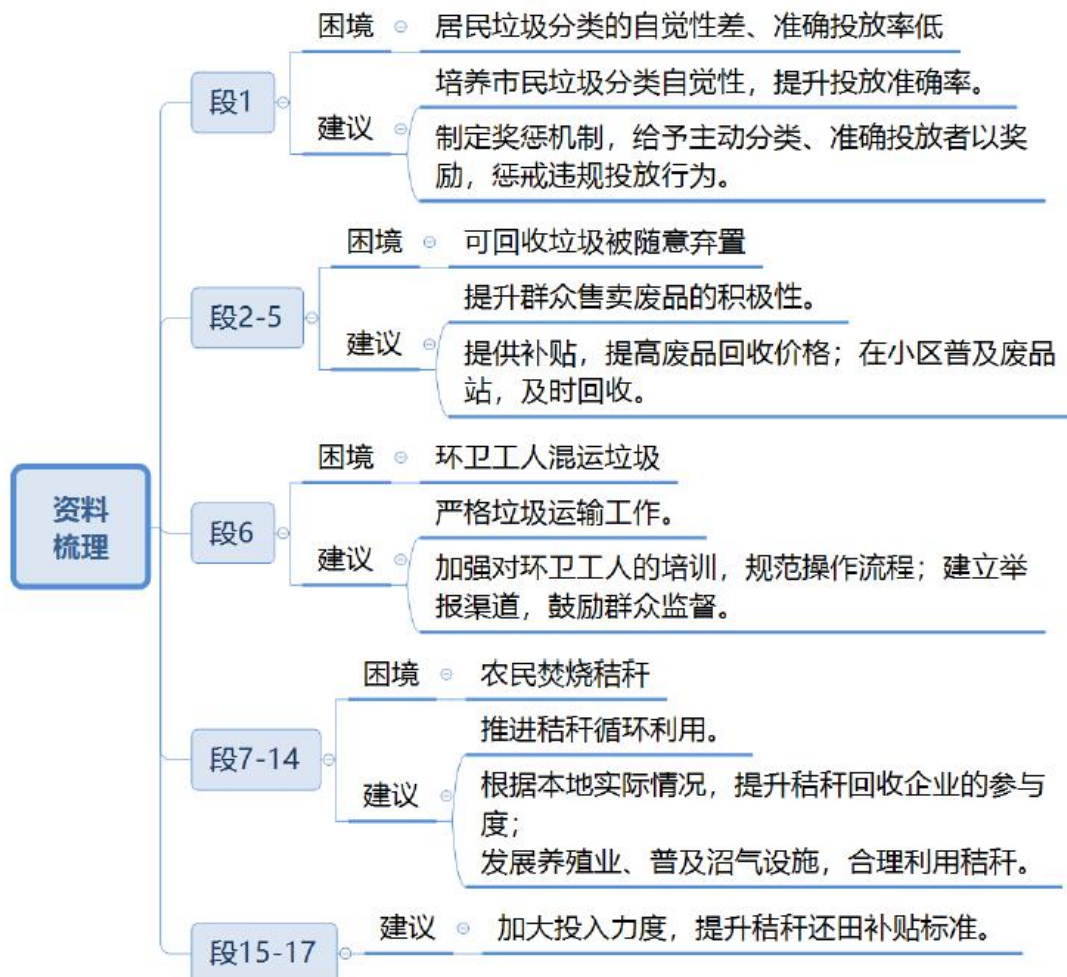 资料
梳理
段1
困境
居民垃圾分类的自觉性差、准确投放率低
建议
培养市民垃圾分类自觉性，提升投放准确率。
制定奖惩机制，给予主动分类、准确投放者以奖
励，惩戒违规投放行为。
段2-5
困境
可回收垃圾被随意弃置
建议
提升群众售卖废品的积极性。
提供补贴，提高废品回收价格；在小区普及废品
站，及时回收。
段6
困境
环卫工人混运垃圾
建议
严格垃圾运输工作。
加强对环卫工人的培训，规范操作流程；建立举
报渠道，鼓励群众监督。
段7-14
困境
农民焚烧秸秆
建议
推进秸秆循环利用。
根据本地实际情况，提升秸秆回收企业的参与
度；
发展养殖业、普及沼气设施，合理利用秸秆。
段15-17
建议
加大投入力度，提升秸秆还田补贴标准。